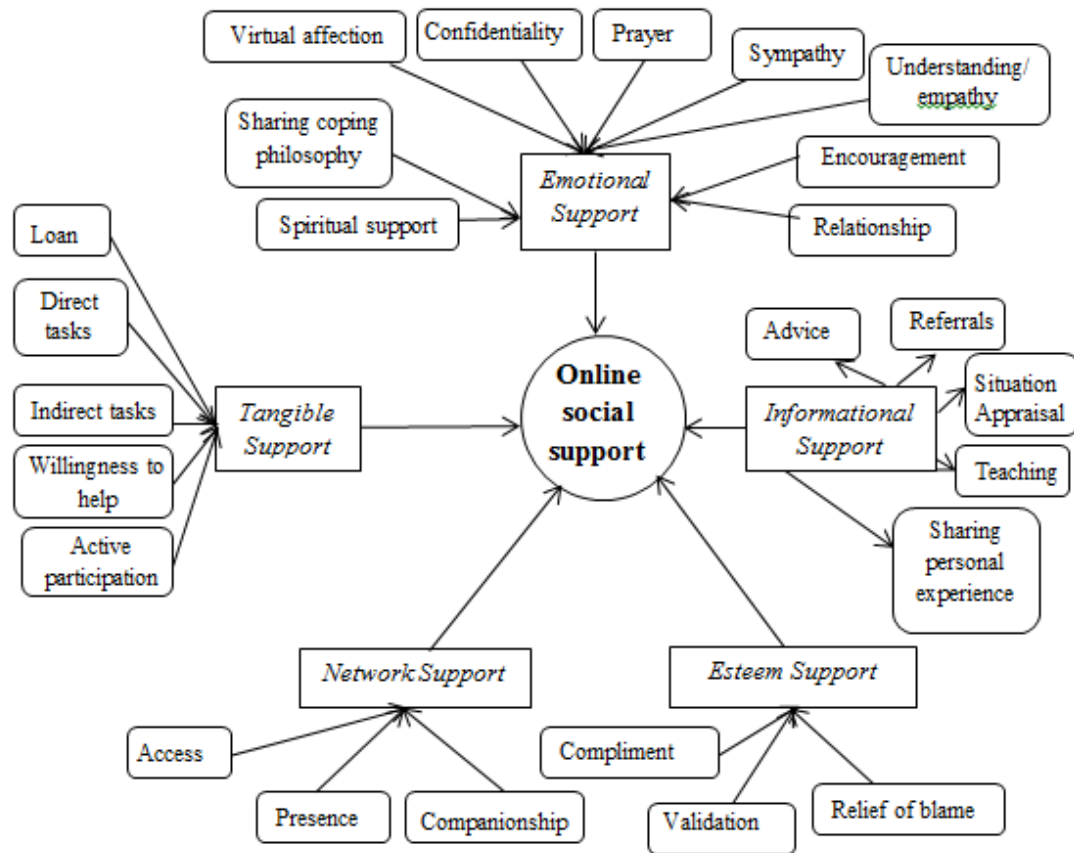 Virtual affection
Confidentiality
Prayer
Sympathy
Understanding/
empathy
Sharing coping
philosophy
Emotional
Support
Encouragement
Spiritual support
Relationship
Loan
Direct
tasks
Indirect tasks
Willingness to
help
Active
participation
Tangible
Support
Online
social
support
Advice
Referrals
Situation
Appraisal
Informational
Support
Teaching
Sharing
personal
experience
Network Support
Esteem Support
Access
Presence
Companionship
Compliment
Validation
Relief of blame